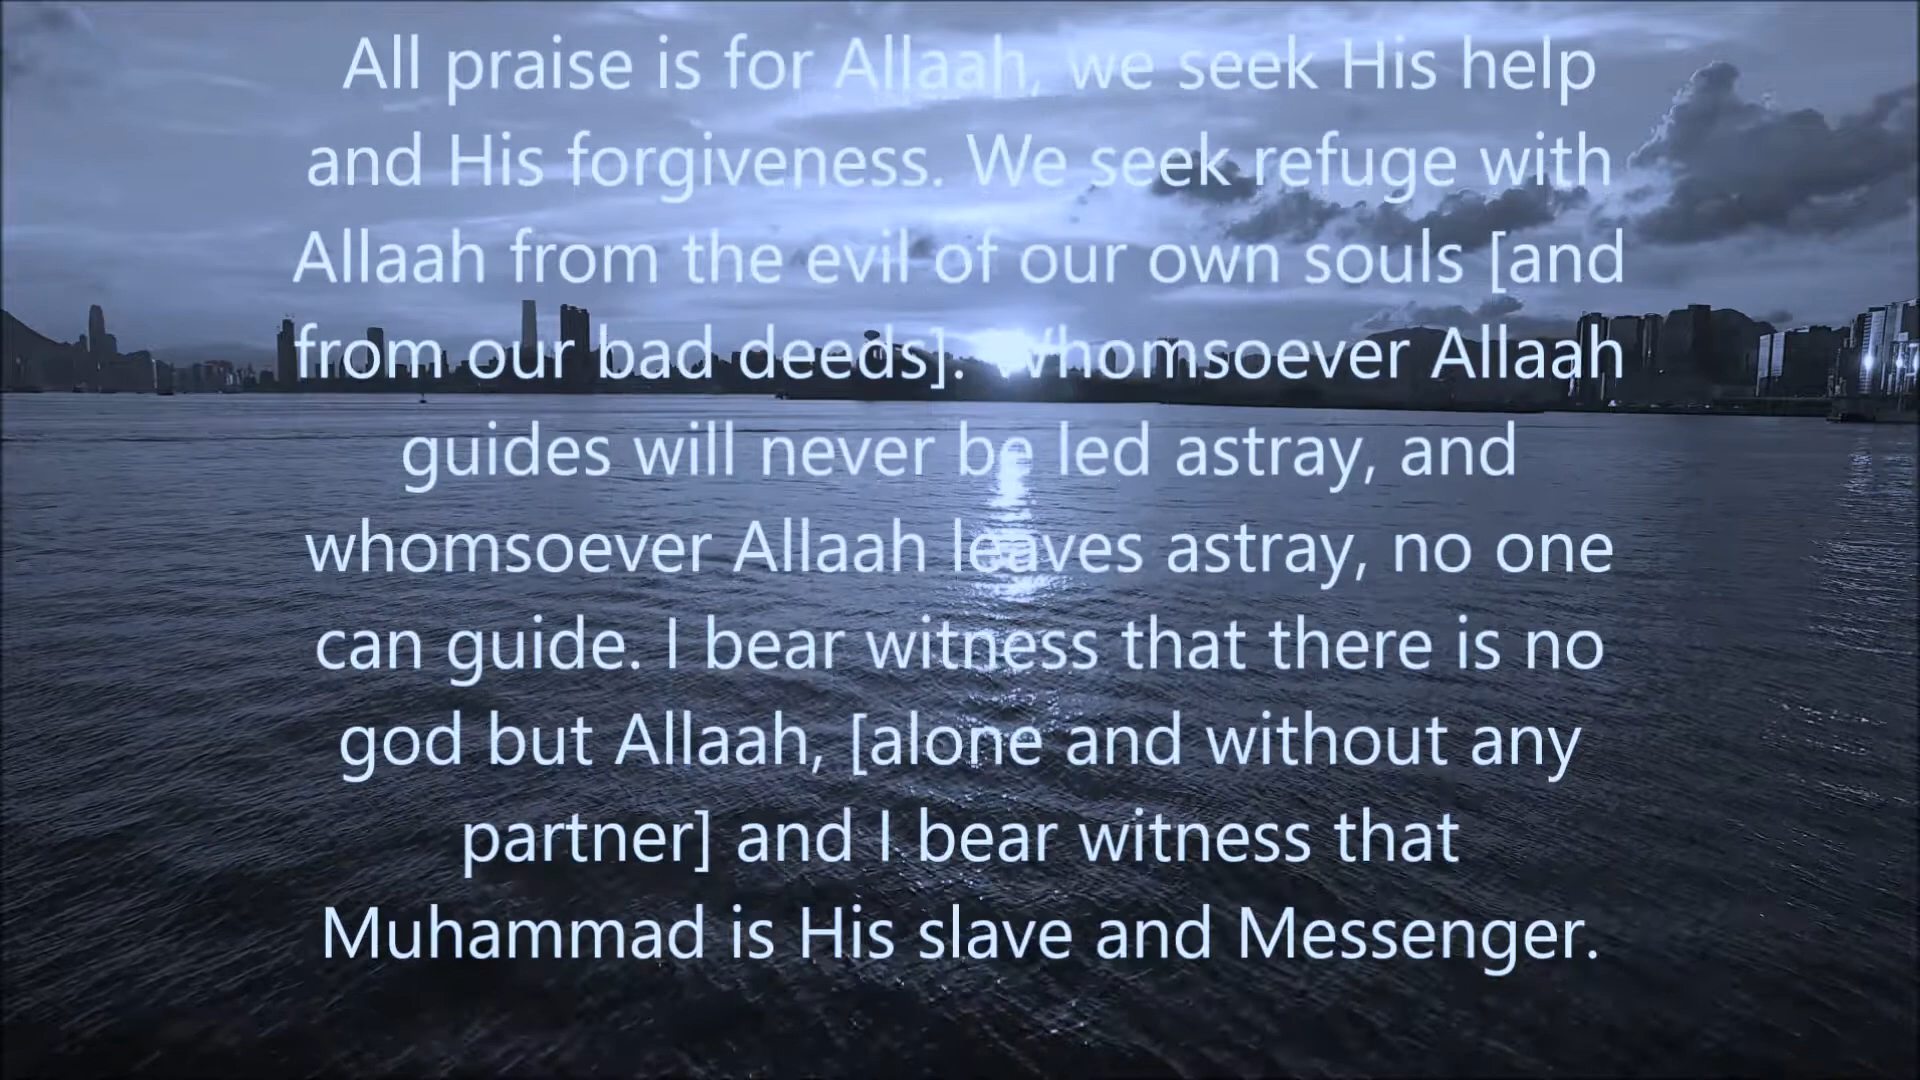 All praise is for Allaah, we seek His help
and His forgiveness. We seek refuge with
Allaah from the evil of our own souls [and
from our bad deeds]. Whomsoever Allaah
guides will never be led astray, and
whomsoever Allaah leaves astray, no one
can guide. I bear witness that there is no
god but Allaah, [alone and without any
partner] and I bear witness that
Muhammad is His slave and Messenger.